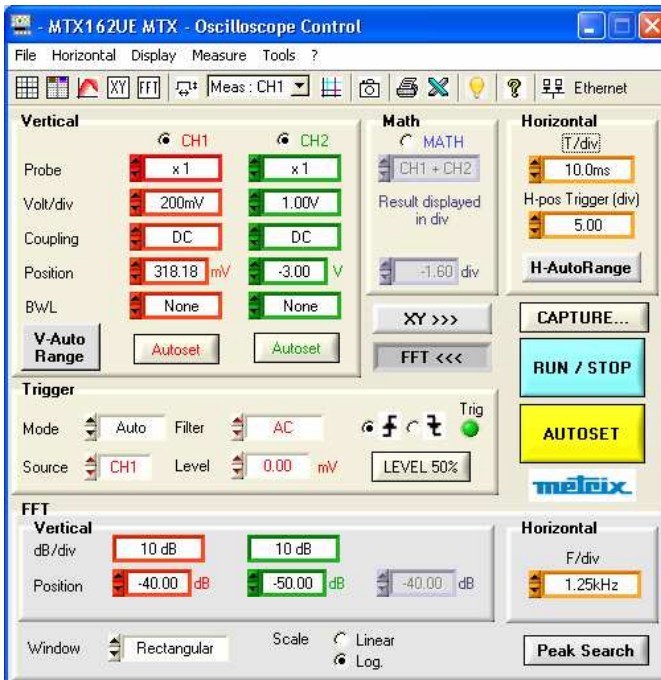 - MTX162UE MTX - Oscilloscope Control
File Horizontal Display Measure Tools ?
XY FFT Meas : CH1 Ethernet
Vertical
CH1 CH2
Probe x 1 x 1
Volt/div 200mV 1.00V
Coupling DC DC
Position 318.18 mV -3.00 V
BWL None None
V-Auto
Range
Autoset Autoset
Math
MATH
CH1 + CH2
Result displayed
in div
-1.60 div
XY >>>
FFT <<<
Horizontal
T/div
10.0ms
H-pos Trigger (div)
5.00
H-AutoRange
CAPTURE...
RUN / STOP
AUTOSET
metrix
Trigger
Mode Auto Filter AC Trig
Source CH1 Level 0.00 mV LEVEL 50%
FFT
Vertical
dB/div 10 dB 10 dB
Position -40.00 dB -50.00 dB -40.00 dB
Horizontal
F/div
1.25kHz
Window Rectangular Scale Linear
Log.
Peak Search